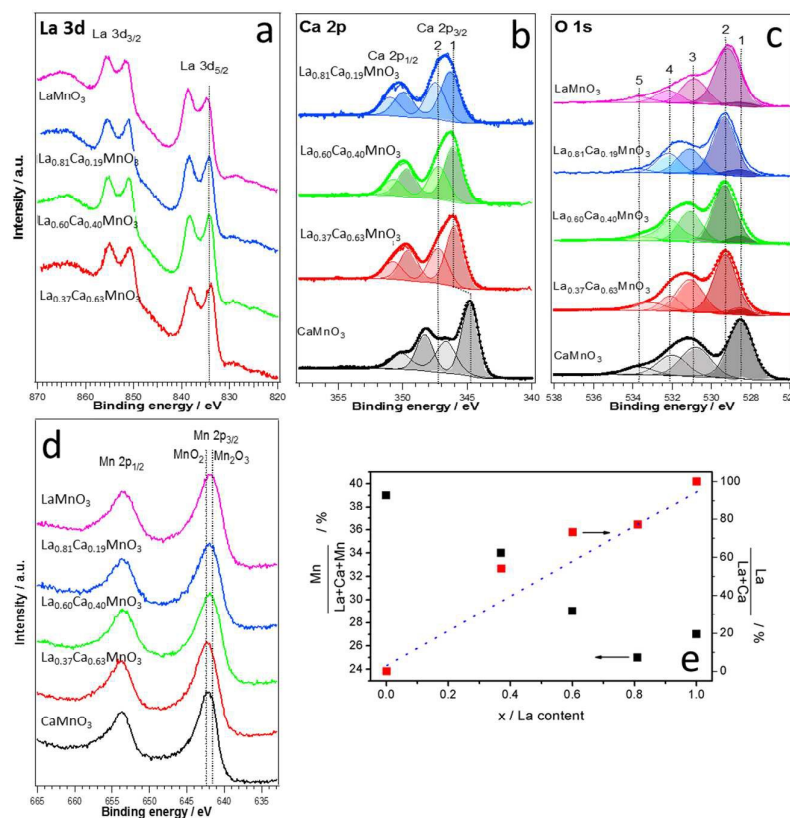 La 3d
a
La 3d3/2
La 3d5/2
LaMnO3
La0.81Ca0.19MnO3
La0.60Ca0.40MnO3
La0.37Ca0.63MnO3
Intensity / a.u.
870 860 850 840 830 820
Binding energy / eV
Ca 2p
b
Ca 2p3/2
Ca 2p1/2
2 1
La0.81Ca0.19MnO3
La0.60Ca0.40MnO3
La0.37Ca0.63MnO3
CaMnO3
355 350 345 340
Binding energy / eV
O 1s
c
5 4 3 2 1
LaMnO3
La0.81Ca0.19MnO3
La0.60Ca0.40MnO3
La0.37Ca0.63MnO3
CaMnO3
538 536 534 532 530 528 526
Binding energy / eV
d
Mn 2p3/2
Mn 2p1/2
MnO2
Mn2O3
LaMnO3
La0.81Ca0.19MnO3
La0.60Ca0.40MnO3
La0.37Ca0.63MnO3
CaMnO3
Intensity / a.u.
665 660 655 650 645 640 635
Binding energy / eV
e
40
38
36
34
32
30
28
26
24
Mn
La+Ca+Mn
/ %
100
80
60
40
20
0
La
La+Ca
/ %
0.0 0.2 0.4 0.6 0.8 1.0
x / La content